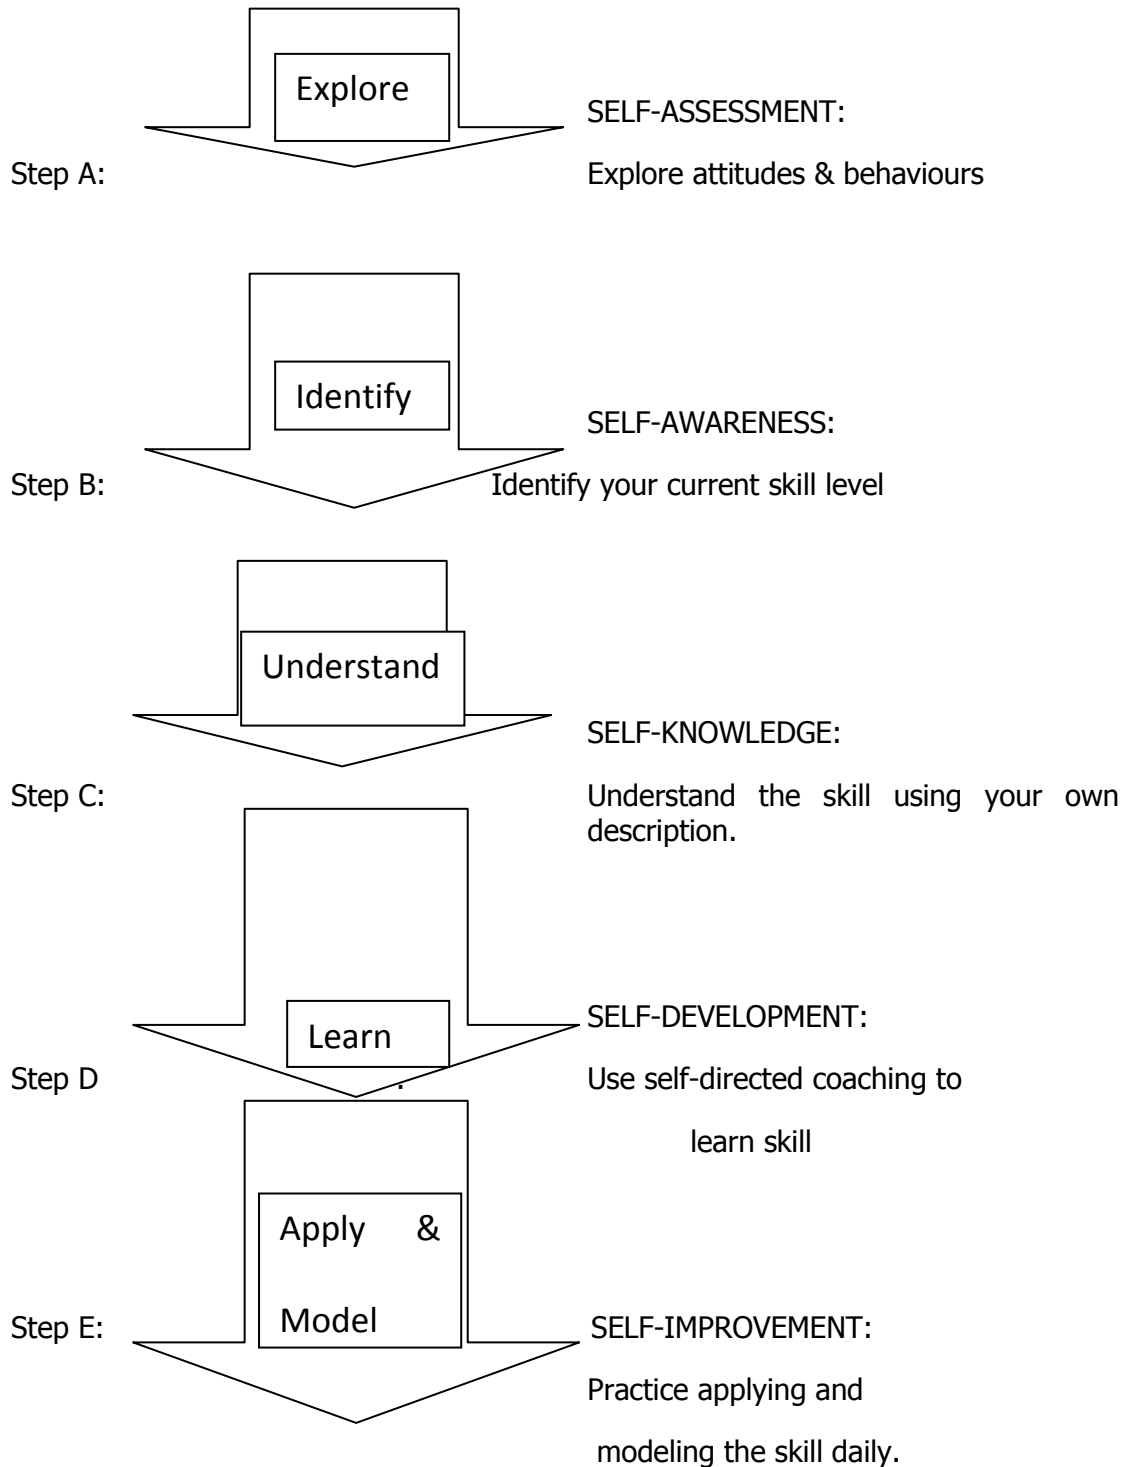 Explore
SELF-ASSESSMENT:
Step A:
Explore attitudes & behaviours
Identify
SELF-AWARENESS:
Step B:
Identify your current skill level
Understand
SELF-KNOWLEDGE:
Step C:
Understand the skill using your own
description.
Learn
SELF-DEVELOPMENT:
Step D :
Use self-directed coaching to
learn skill
Apply &
Model
Step E:
SELF-IMPROVEMENT:
Practice applying and
modeling the skill daily.